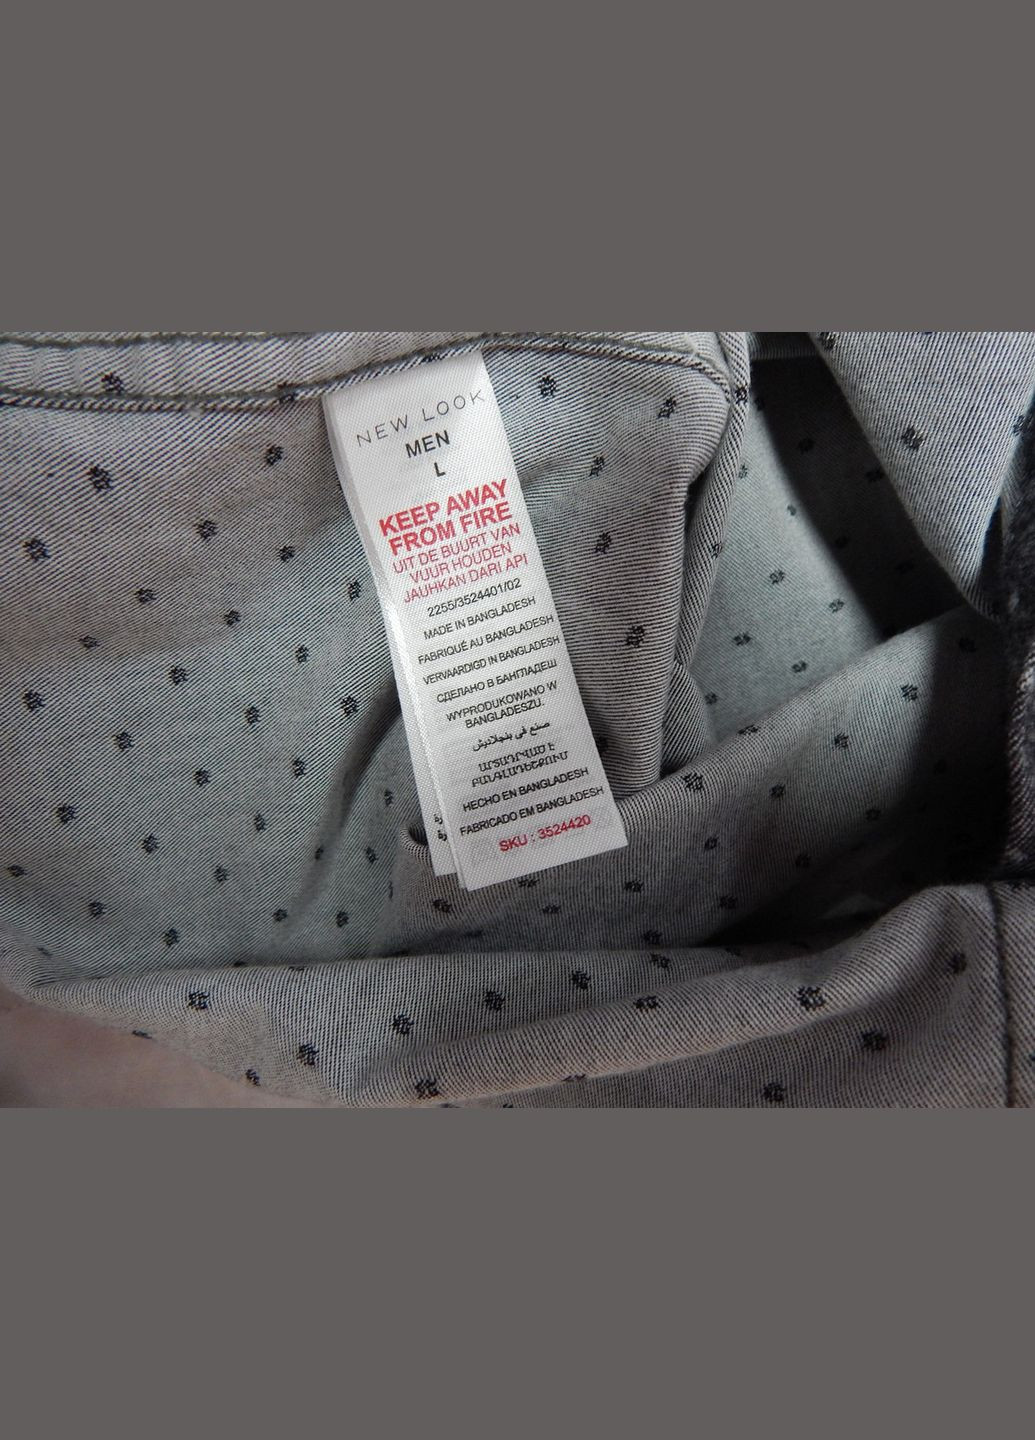 NEW LOOK
MEN
L
KEEP AWAY
FROM FIRE
UIT DE BUURT VAN
VUUR HOUDEN
JAUHKAN DARI API
2255/3524401/02
MADE IN BANGLADESH
FABRIQUÉ AU BANGLADESH
VERVAARDIGD IN BANGLADESH
СДЕЛАНО В БАНГЛАДЕШ
WYPRODUKOWANO W
BANGLADESZU.
صنع في بنجلاديش
ԱՐՏԱԴՐՎԱԾ Է
ԲԱՆԳԼԱԴԵՇՈՒՄ
HECHO EN BANGLADESH
FABRICADO EM BANGLADESH
SKU : 3524420